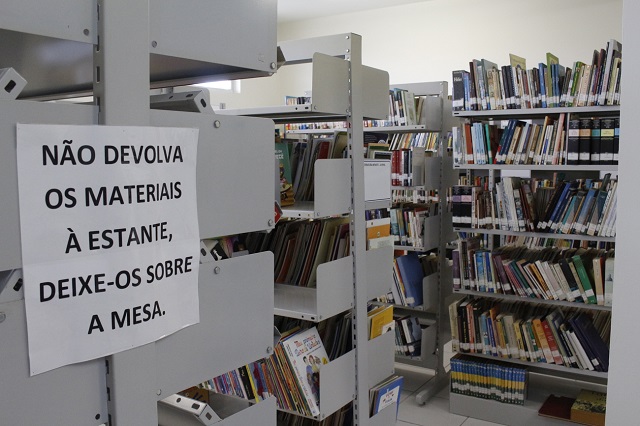 NÃO DEVOLVA
OS MATERIAIS
À ESTANTE,
DEIXE-OS SOBRE
A MESA.